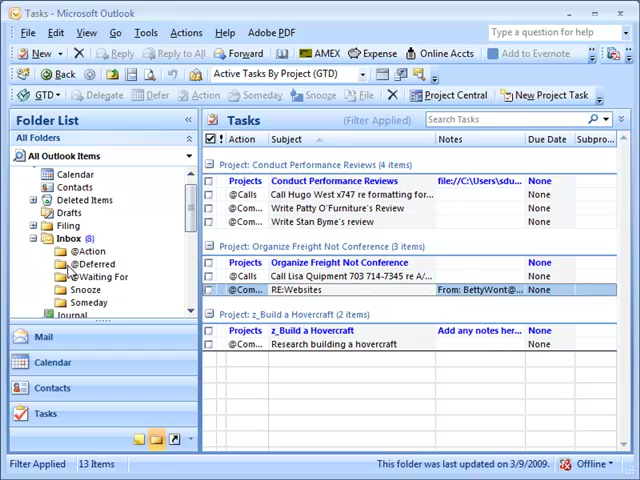 Tasks - Microsoft Outlook
File Edit View Go Tools Actions Help Adobe PDF Type a question for help
New Reply Reply to All Forward AMEX Expense Online Accts Add to Evernote
Back Active Tasks By Project (GTD)
GTD Delegate Defer Action Someday Snooze File Project Central New Project Task
Folder List «
All Folders
All Outlook Items
Calendar
Contacts
Deleted Items
Drafts
Filing
Inbox (8)
@Action
@Deferred
@Waiting For
Snooze
Someday
Journal
Mail
Calendar
Contacts
Tasks
Tasks (Filter Applied) Search Tasks
! Action Subject Notes Due Date Subpro...
Project: Conduct Performance Reviews (4 items)
Projects Conduct Performance Reviews file://C:\Users\sdu... None
@Calls Call Hugo West x747 re formatting for... None
@Com... Write Patty O'Furniture's Review None
@Com... Write Stan Byme's review None
Project: Organize Freight Not Conference (3 items)
Projects Organize Freight Not Conference None
@Calls Call Lisa Quipment 703 714-7345 re A/... None
@Com... RE:Websites From: BettyWont@... None
Project: z_Build a Hovercraft (2 items)
Projects z_Build a Hovercraft Add any notes her... None
@Com... Research building a hovercraft None
Filter Applied 13 Items This folder was last updated on 3/9/2009. Offline